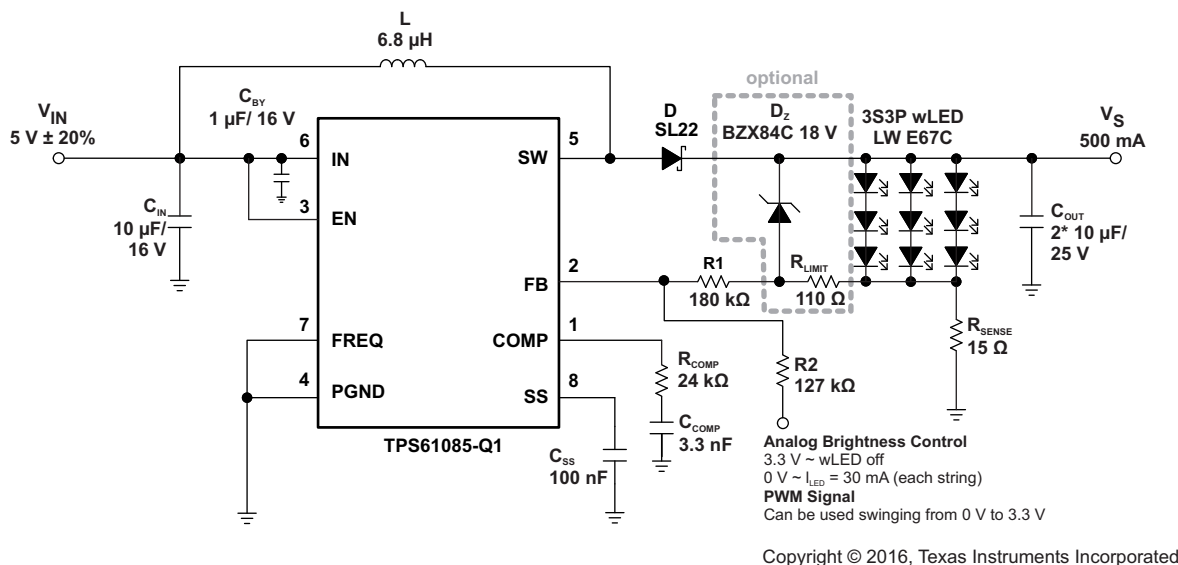 L
6.8 µH
optional
V_IN
5 V ± 20%
C_BY
1 µF/ 16 V
D
SL22
D_Z
BZX84C 18 V
3S3P wLED
LW E67C
V_S
500 mA
6
IN
5
SW
3
EN
C_IN
10 µF/
16 V
C_OUT
2* 10 µF/
25 V
2
FB
R1
180 kΩ
R_LIMIT
110 Ω
7
FREQ
1
COMP
R_SENSE
15 Ω
4
PGND
R_COMP
24 kΩ
R2
127 kΩ
8
SS
C_COMP
3.3 nF
TPS61085-Q1
C_SS
100 nF
Analog Brightness Control
3.3 V ~ wLED off
0 V ~ I_LED = 30 mA (each string)
PWM Signal
Can be used swinging from 0 V to 3.3 V
Copyright © 2016, Texas Instruments Incorporated